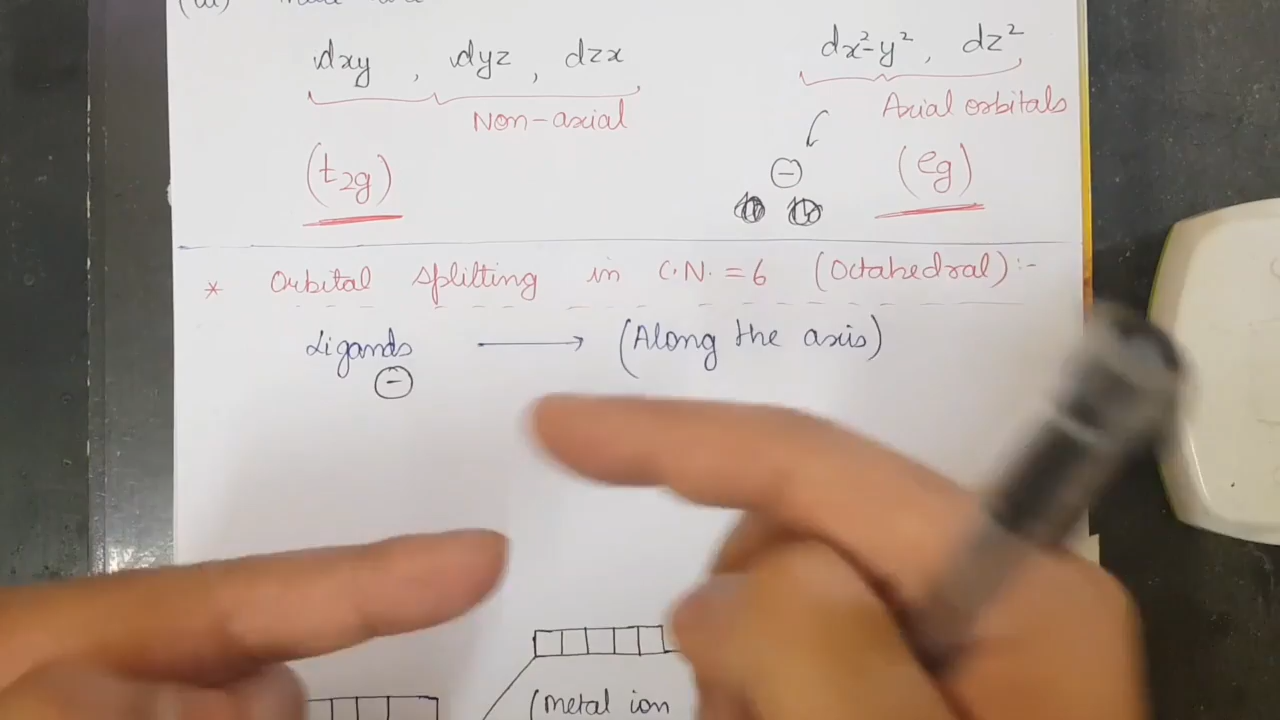 (iii)
dxy , dyz , dzx
dx²-y² , dz²
Non-axial
Axial orbitals
(t2g)
(eg)
* Orbital splitting in C.N. = 6 (Octahedral) :-
Ligands → (Along the axis)
(metal ion